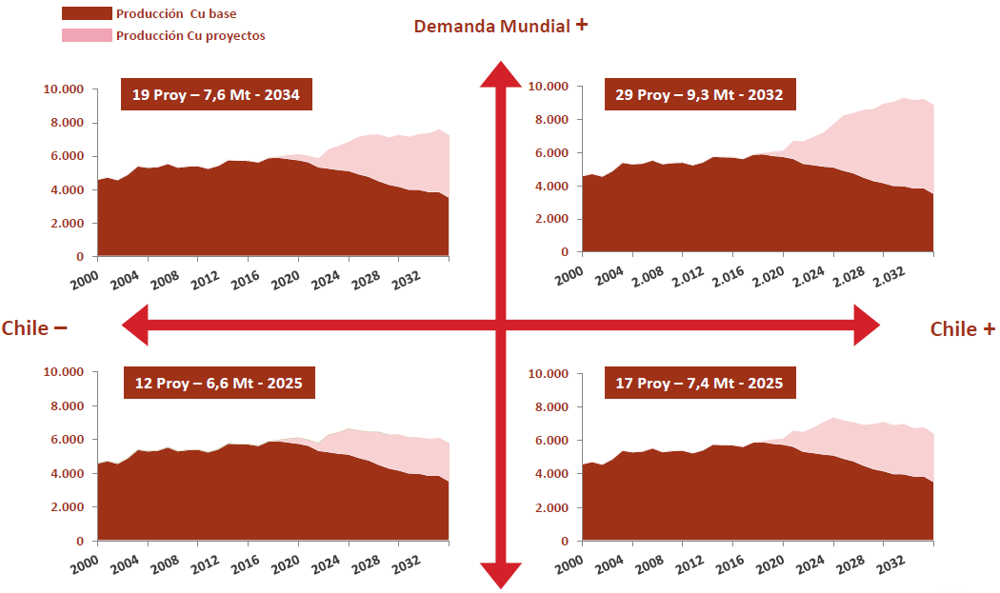 Producción Cu base
Producción Cu proyectos
Demanda Mundial +
19 Proy – 7,6 Mt - 2034
10.000
8.000
6.000
4.000
2.000
0
2000 2004 2008 2012 2016 2020 2024 2028 2032
29 Proy – 9,3 Mt - 2032
10.000
8.000
6.000
4.000
2.000
0
2000 2004 2.008 2.012 2.016 2.020 2.024 2.028 2.032
Chile –
Chile +
12 Proy – 6,6 Mt - 2025
10.000
8.000
6.000
4.000
2.000
0
2000 2004 2008 2012 2016 2020 2024 2028 2032
17 Proy – 7,4 Mt - 2025
10.000
8.000
6.000
4.000
2.000
0
2000 2004 2008 2012 2016 2020 2024 2028 2032